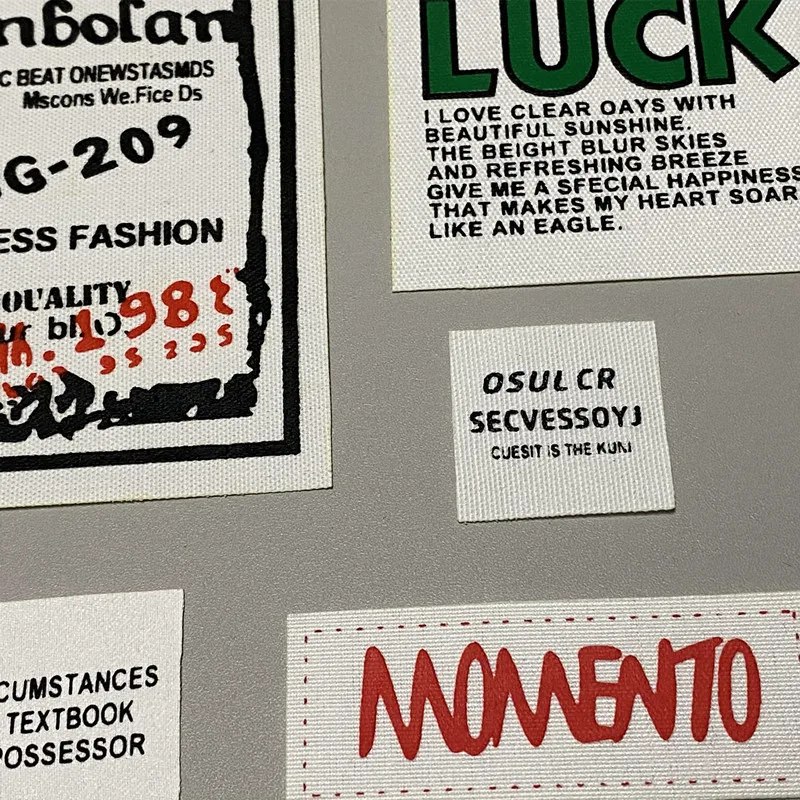 nbolan
C BEAT ONEWSTASMDS
Mscons We.Fice Ds
G-209
ESS FASHION
QUALITY
ur
198
LUCK
I LOVE CLEAR OAYS WITH
BEAUTIFUL SUNSHINE.
THE BEIGHT BLUR SKIES
AND REFRESHING BREEZE
GIVE ME A SFECIAL HAPPINESS
THAT MAKES MY HEART SOAR
LIKE AN EAGLE.
OSUL CR
SECVESSOYJ
CUESIT IS THE KUNI
CUMSTANCES
TEXTBOOK
POSSESSOR
MOMENTO